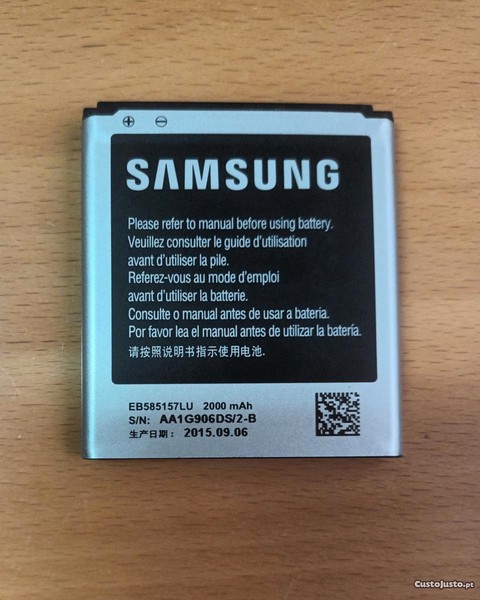 SAMSUNG
Please refer to manual before using battery.
Veuillez consulter le guide d'utilisation
avant d'utiliser la pile.
Referez-vous au mode d'emploi
avant d'utiliser la batterie.
Consulte o manual antes de usar a bateria.
Por favor lea el manual antes de utilizar la batería.
请按照说明书指示使用电池.
EB585157LU 2000 mAh
S/N: AA1G906DS/2-B
生产日期: 2015.09.06
CustoJusto.pt